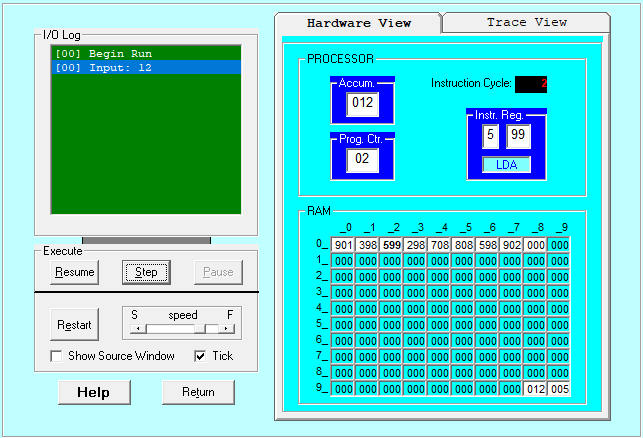 Hardware View
Trace View
I/O Log
[00] Begin Run
[00] Input: 12
PROCESSOR
Accum.
012
Instruction Cycle: 2
Prog. Ctr.
02
Instr. Reg.
5 99
LDA
Execute
Resume Step Pause
Restart
S speed F
Show Source Window
Tick
Help
Return
RAM
_0 _1 _2 _3 _4 _5 _6 _7 _8 _9
0_ 901 398 599 298 708 808 598 902 000 000
1_ 000 000 000 000 000 000 000 000 000 000
2_ 000 000 000 000 000 000 000 000 000 000
3_ 000 000 000 000 000 000 000 000 000 000
4_ 000 000 000 000 000 000 000 000 000 000
5_ 000 000 000 000 000 000 000 000 000 000
6_ 000 000 000 000 000 000 000 000 000 000
7_ 000 000 000 000 000 000 000 000 000 000
8_ 000 000 000 000 000 000 000 000 000 000
9_ 000 000 000 000 000 000 000 000 012 005